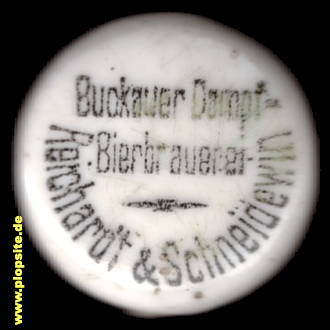 Buckauer Dampf-
Bierbrauerei
Reichardt & Schneidewin
www.plopsite.de